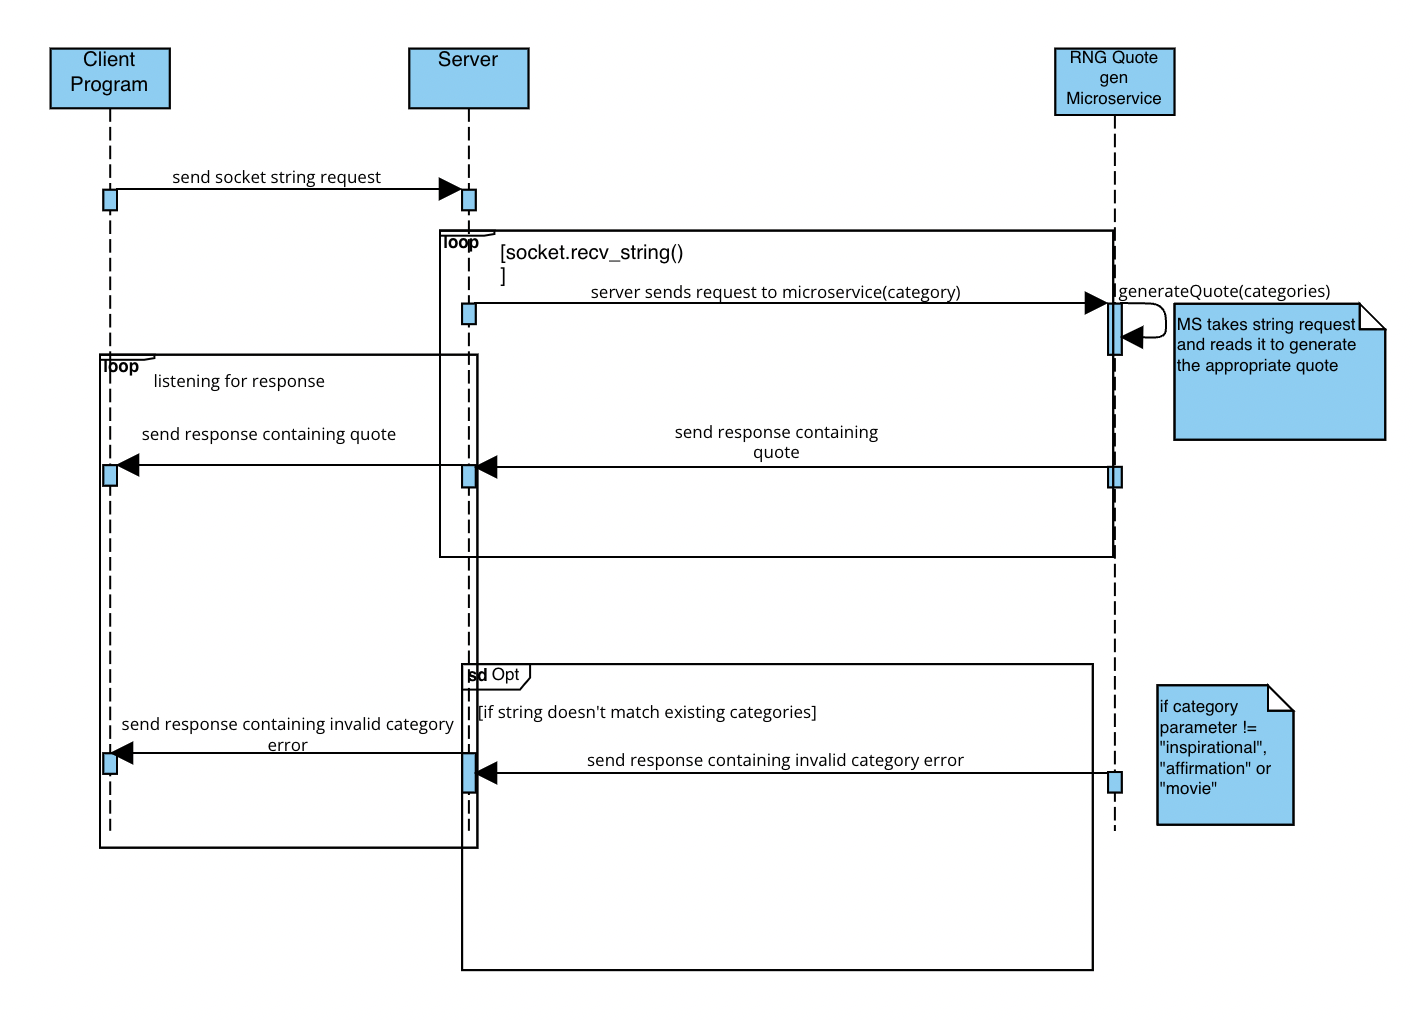 Client
Program
Server
RNG Quote
gen
Microservice
send socket string request
loop
[socket.recv_string()
]
server sends request to microservice(category)
generateQuote(categories)
MS takes string request
and reads it to generate
the appropriate quote
loop
listening for response
send response containing quote
send response containing
quote
sd Opt
[if string doesn't match existing categories]
send response containing invalid category
error
send response containing invalid category error
if category
parameter !=
"inspirational",
"affirmation" or
"movie"